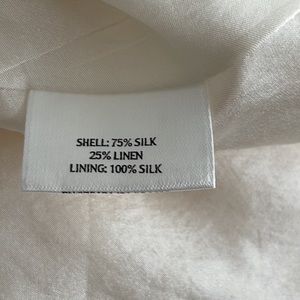 SHELL: 75% SILK
25% LINEN
LINING: 100% SILK